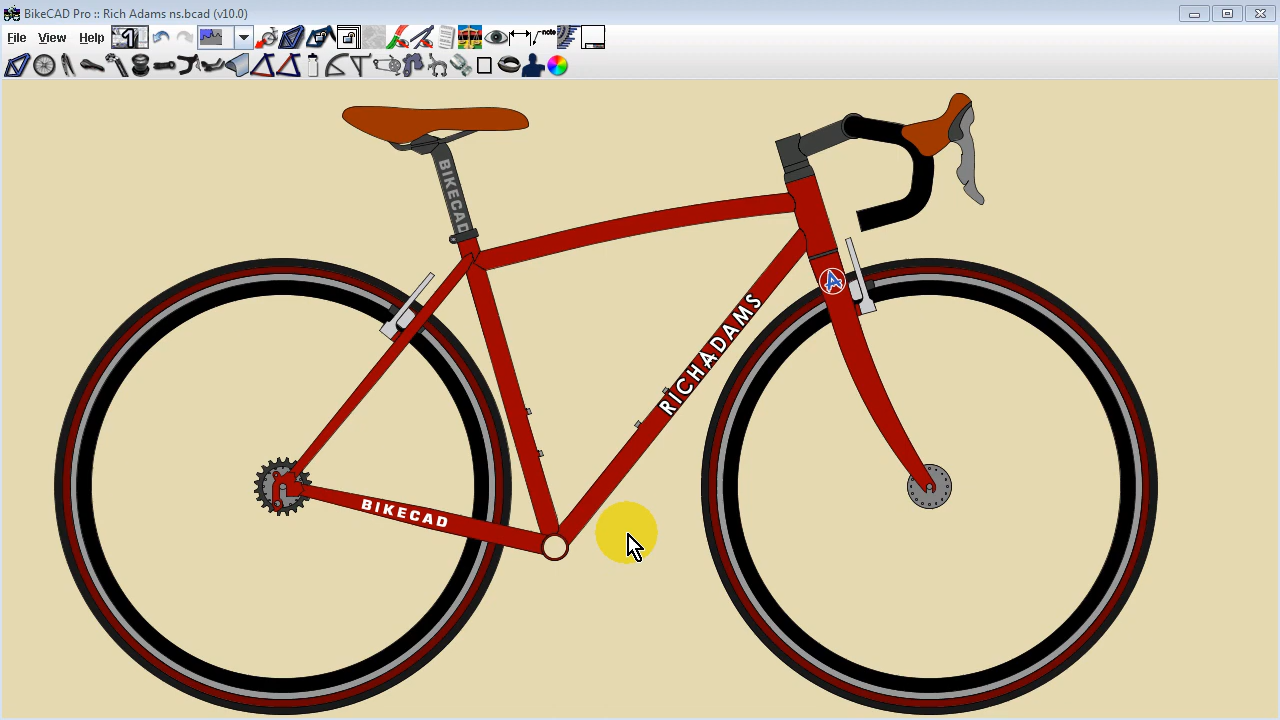 BikeCAD Pro :: Rich Adams ns.bcad (v10.0)
File View Help
note
BIKECAD
A
RICHADAMS
BIKECAD